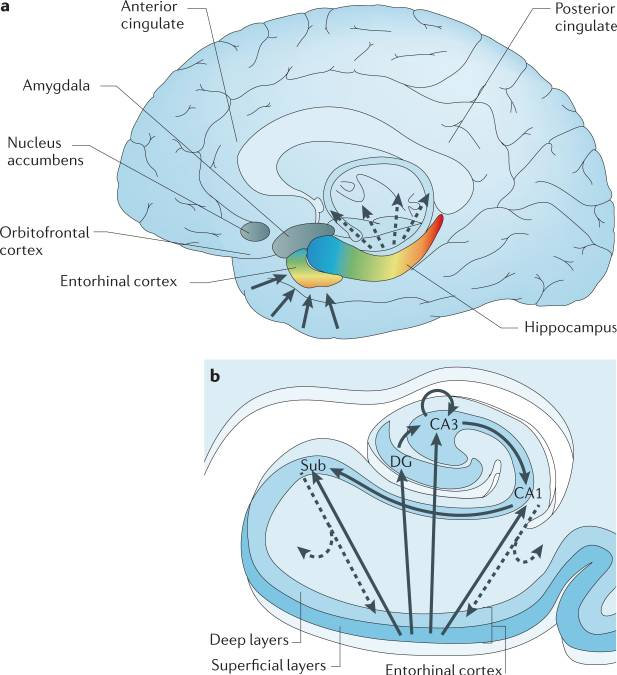 a
Anterior
cingulate
Posterior
cingulate
Amygdala
Nucleus
accumbens
Orbitofrontal
cortex
Entorhinal cortex
Hippocampus
b
CA3
Sub
DG
CA1
Deep layers
Superficial layers
Entorhinal cortex